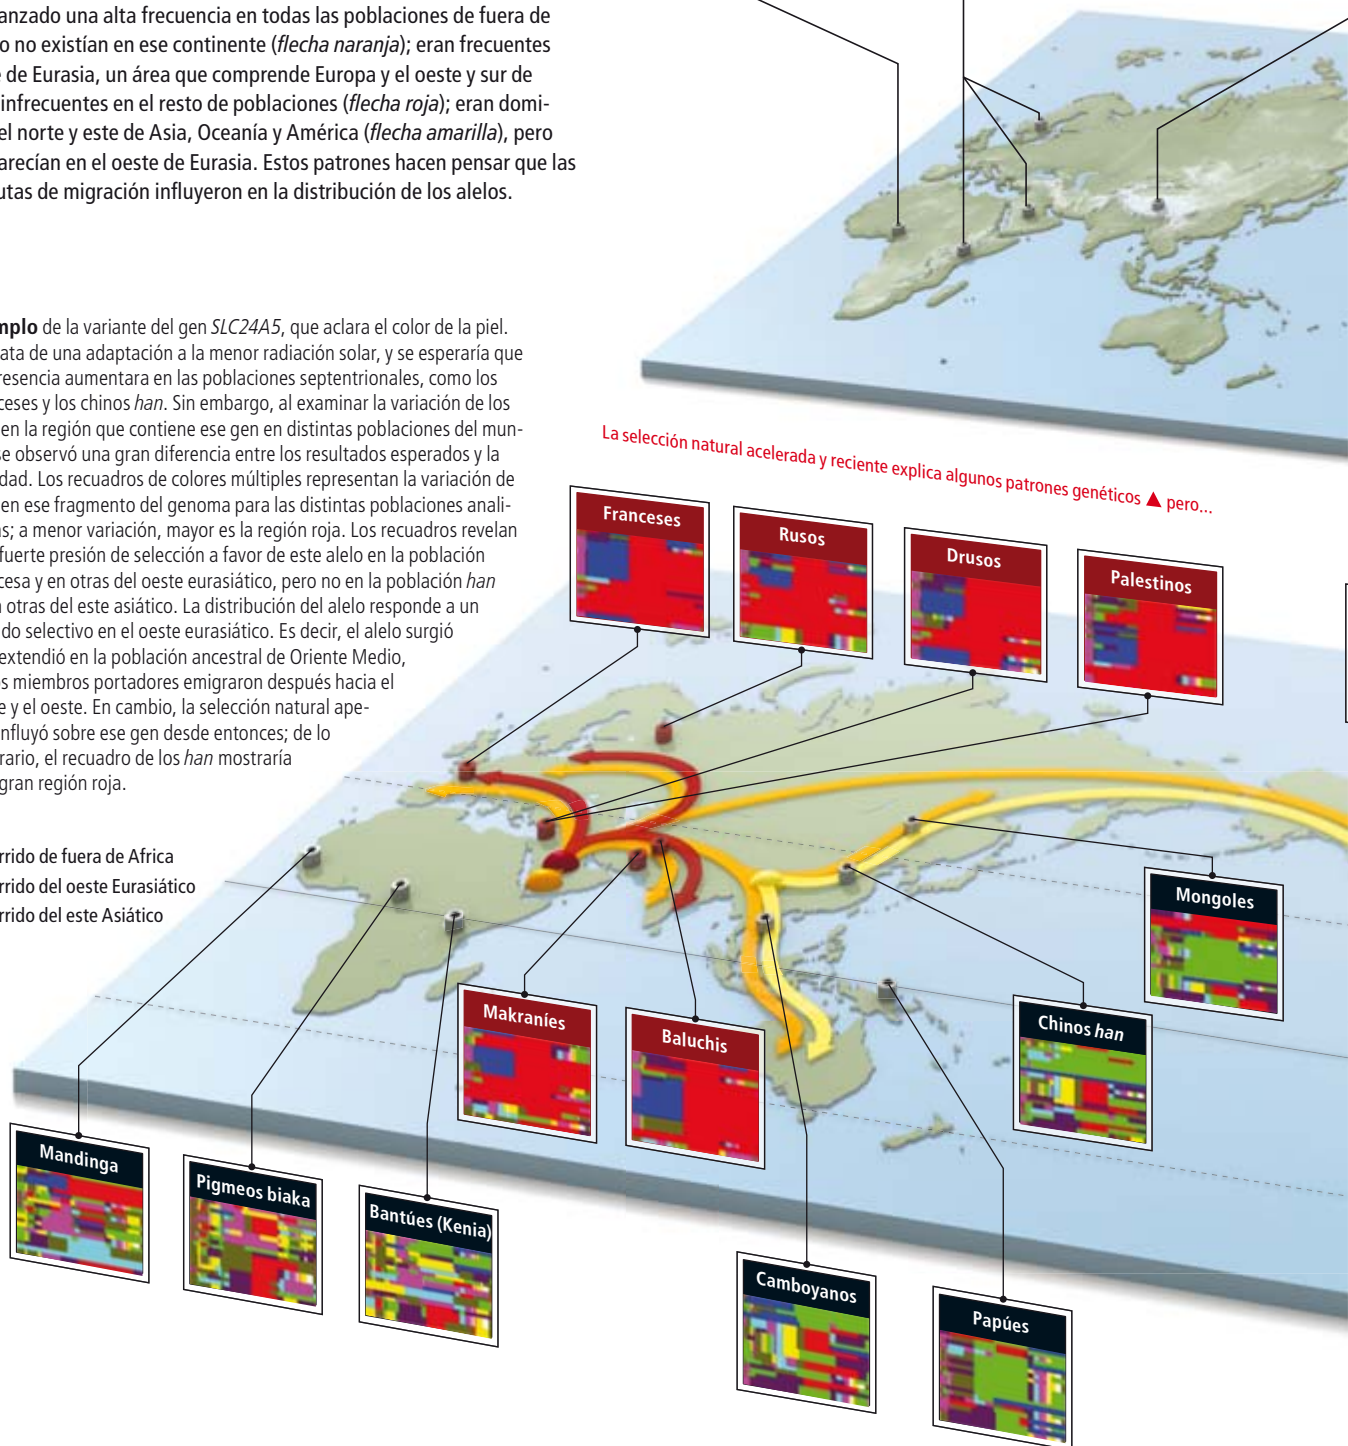 anzado una alta frecuencia en todas las poblaciones de fuera de
o no existían en ese continente (flecha naranja); eran frecuentes
de Eurasia, un área que comprende Europa y el oeste y sur de
infrecuentes en el resto de poblaciones (flecha roja); eran domi-
el norte y este de Asia, Oceanía y América (flecha amarilla), pero
arecían en el oeste de Eurasia. Estos patrones hacen pensar que las
utas de migración influyeron en la distribución de los alelos.
mplo de la variante del gen SLC24A5, que aclara el color de la piel.
ata de una adaptación a la menor radiación solar, y se esperaría que
resencia aumentara en las poblaciones septentrionales, como los
ceses y los chinos han. Sin embargo, al examinar la variación de los
en la región que contiene ese gen en distintas poblaciones del mun-
se observó una gran diferencia entre los resultados esperados y la
dad. Los recuadros de colores múltiples representan la variación de
en ese fragmento del genoma para las distintas poblaciones anali-
as; a menor variación, mayor es la región roja. Los recuadros revelan
fuerte presión de selección a favor de este alelo en la población
cesa y en otras del oeste eurasiático, pero no en la población han
n otras del este asiático. La distribución del alelo responde a un
do selectivo en el oeste eurasiático. Es decir, el alelo surgió
extendió en la población ancestral de Oriente Medio,
os miembros portadores emigraron después hacia el
e y el oeste. En cambio, la selección natural ape-
influyó sobre ese gen desde entonces; de lo
rario, el recuadro de los han mostraría
gran región roja.
rrido de fuera de Africa
rrido del oeste Eurasiático
rrido del este Asiático
La selección natural acelerada y reciente explica algunos patrones genéticos ▲ pero...
Franceses
Rusos
Drusos
Palestinos
Mongoles
Chinos han
Makraníes
Baluchis
Mandinga
Pigmeos biaka
Bantúes (Kenia)
Camboyanos
Papúes